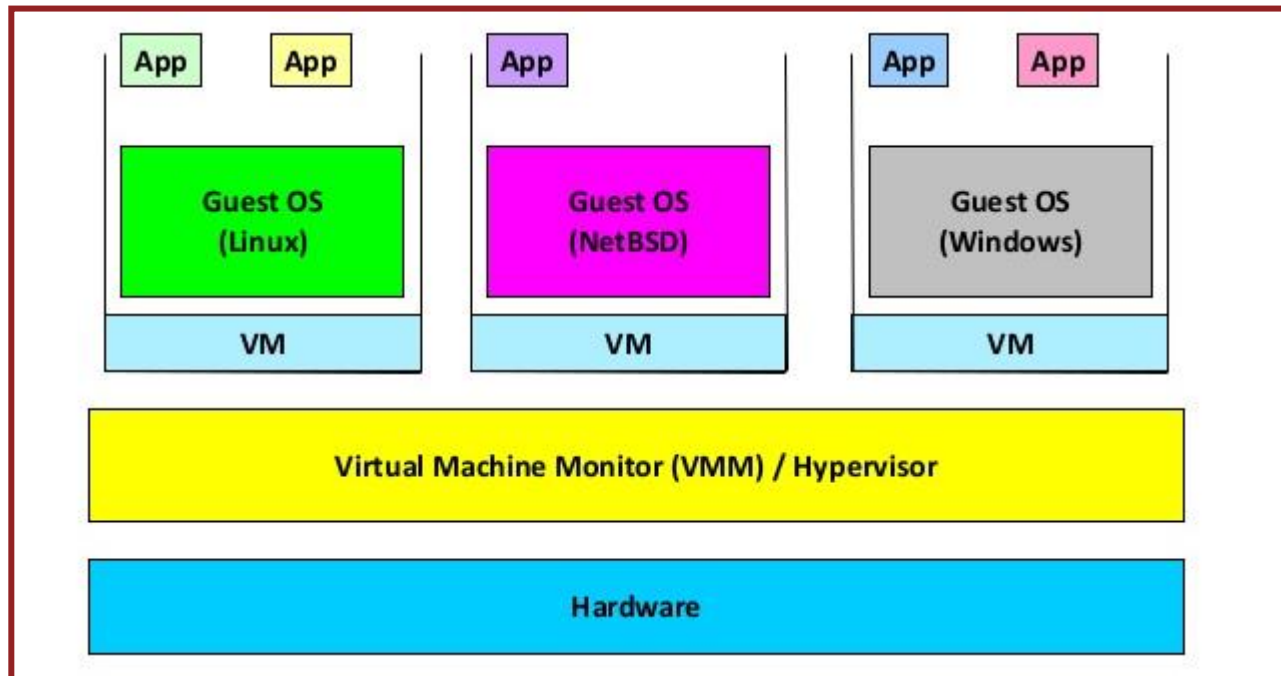 App
App
App
App
App
Guest OS
(Linux)
Guest OS
(NetBSD)
Guest OS
(Windows)
VM
VM
VM
Virtual Machine Monitor (VMM) / Hypervisor
Hardware